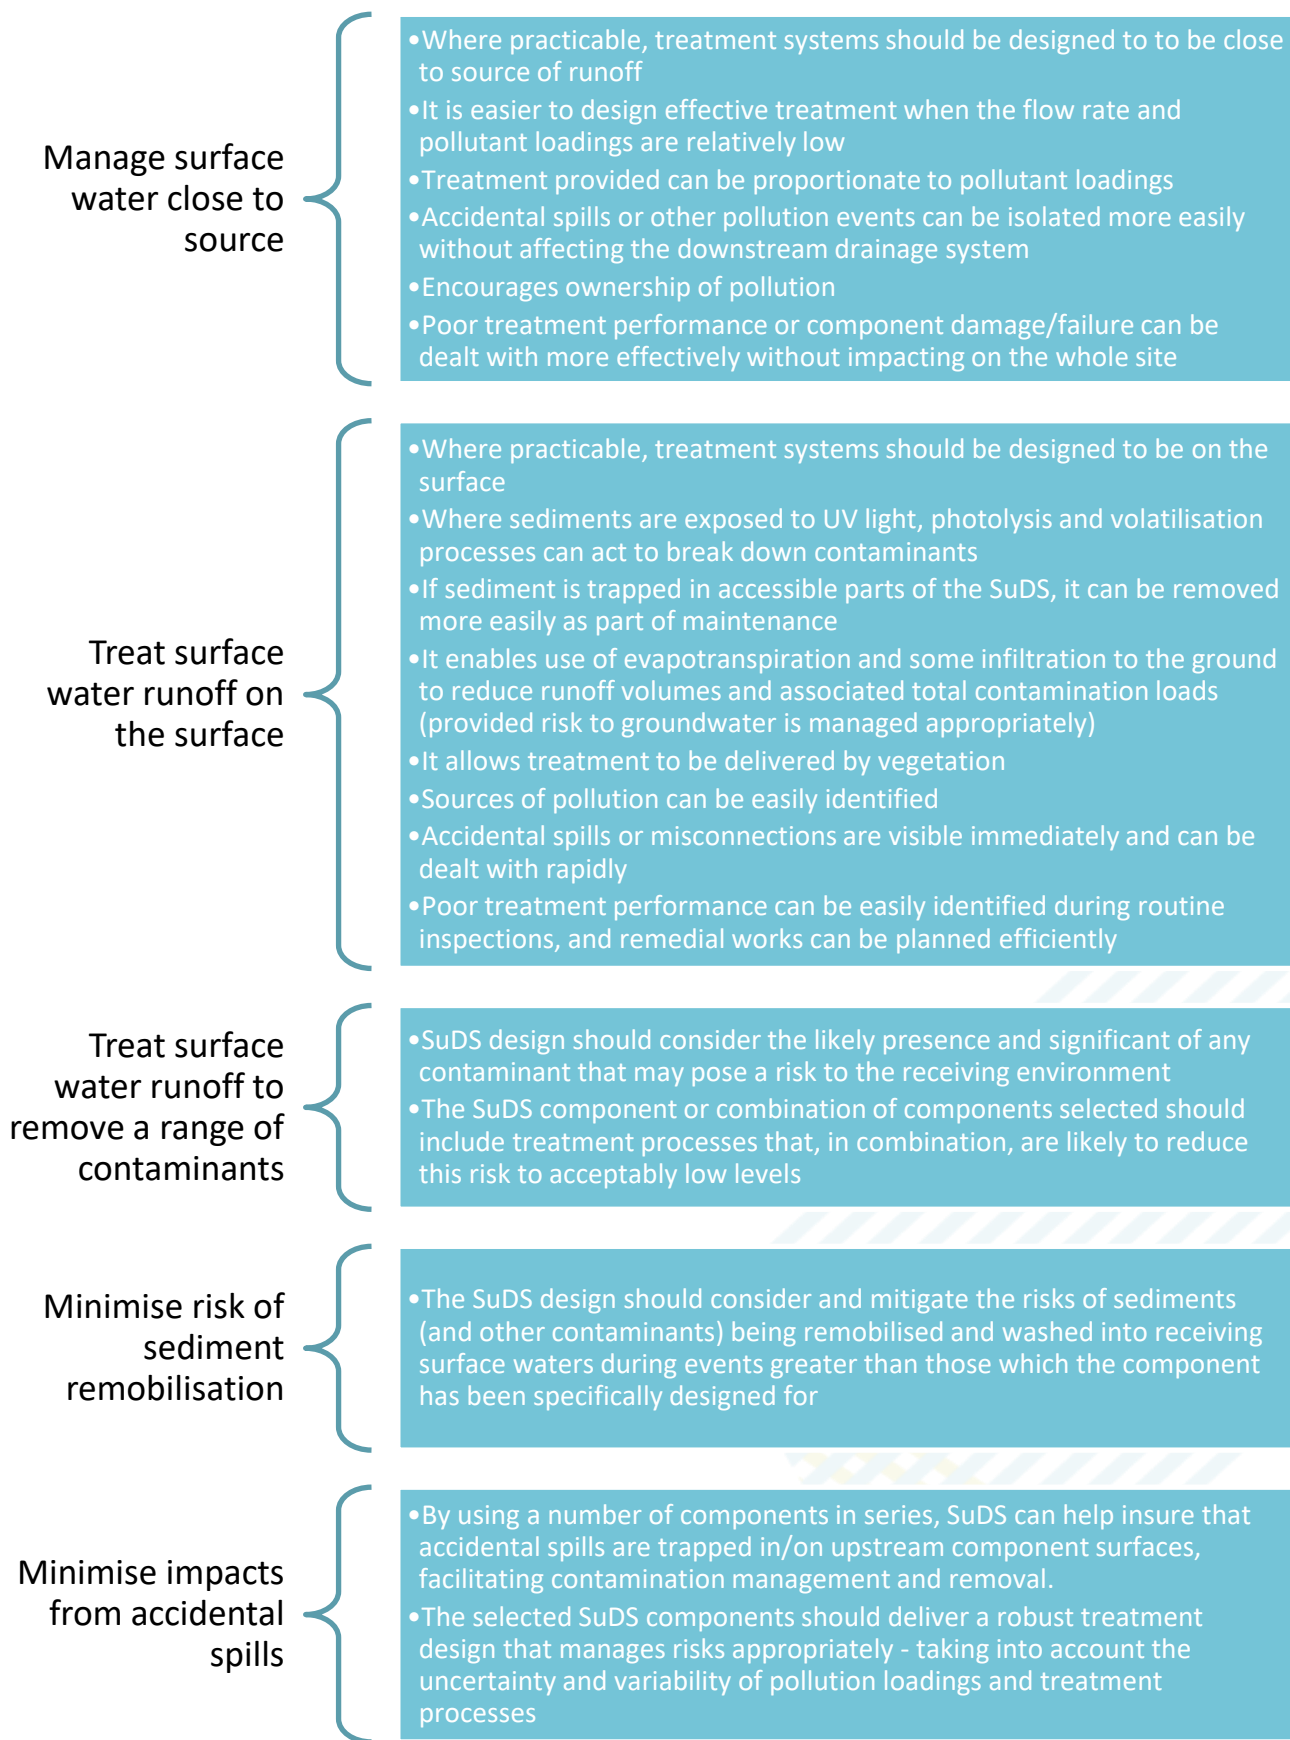 Manage surface
water close to
source
•Where practicable, treatment systems should be designed to to be close
to source of runoff
•It is easier to design effective treatment when the flow rate and
pollutant loadings are relatively low
•Treatment provided can be proportionate to pollutant loadings
•Accidental spills or other pollution events can be isolated more easily
without affecting the downstream drainage system
•Encourages ownership of pollution
•Poor treatment performance or component damage/failure can be
dealt with more effectively without impacting on the whole site
Treat surface
water runoff on
the surface
•Where practicable, treatment systems should be designed to be on the
surface
•Where sediments are exposed to UV light, photolysis and volatilisation
processes can act to break down contaminants
•If sediment is trapped in accessible parts of the SuDS, it can be removed
more easily as part of maintenance
•It enables use of evapotranspiration and some infiltration to the ground
to reduce runoff volumes and associated total contamination loads
(provided risk to groundwater is managed appropriately)
•It allows treatment to be delivered by vegetation
•Sources of pollution can be easily identified
•Accidental spills or misconnections are visible immediately and can be
dealt with rapidly
•Poor treatment performance can be easily identified during routine
inspections, and remedial works can be planned efficiently
Treat surface
water runoff to
remove a range of
contaminants
•SuDS design should consider the likely presence and significant of any
contaminant that may pose a risk to the receiving environment
•The SuDS component or combination of components selected should
include treatment processes that, in combination, are likely to reduce
this risk to acceptably low levels
Minimise risk of
sediment
remobilisation
•The SuDS design should consider and mitigate the risks of sediments
(and other contaminants) being remobilised and washed into receiving
surface waters during events greater than those which the component
has been specifically designed for
Minimise impacts
from accidental
spills
•By using a number of components in series, SuDS can help insure that
accidental spills are trapped in/on upstream component surfaces,
facilitating contamination management and removal.
•The selected SuDS components should deliver a robust treatment
design that manages risks appropriately - taking into account the
uncertainty and variability of pollution loadings and treatment
processes